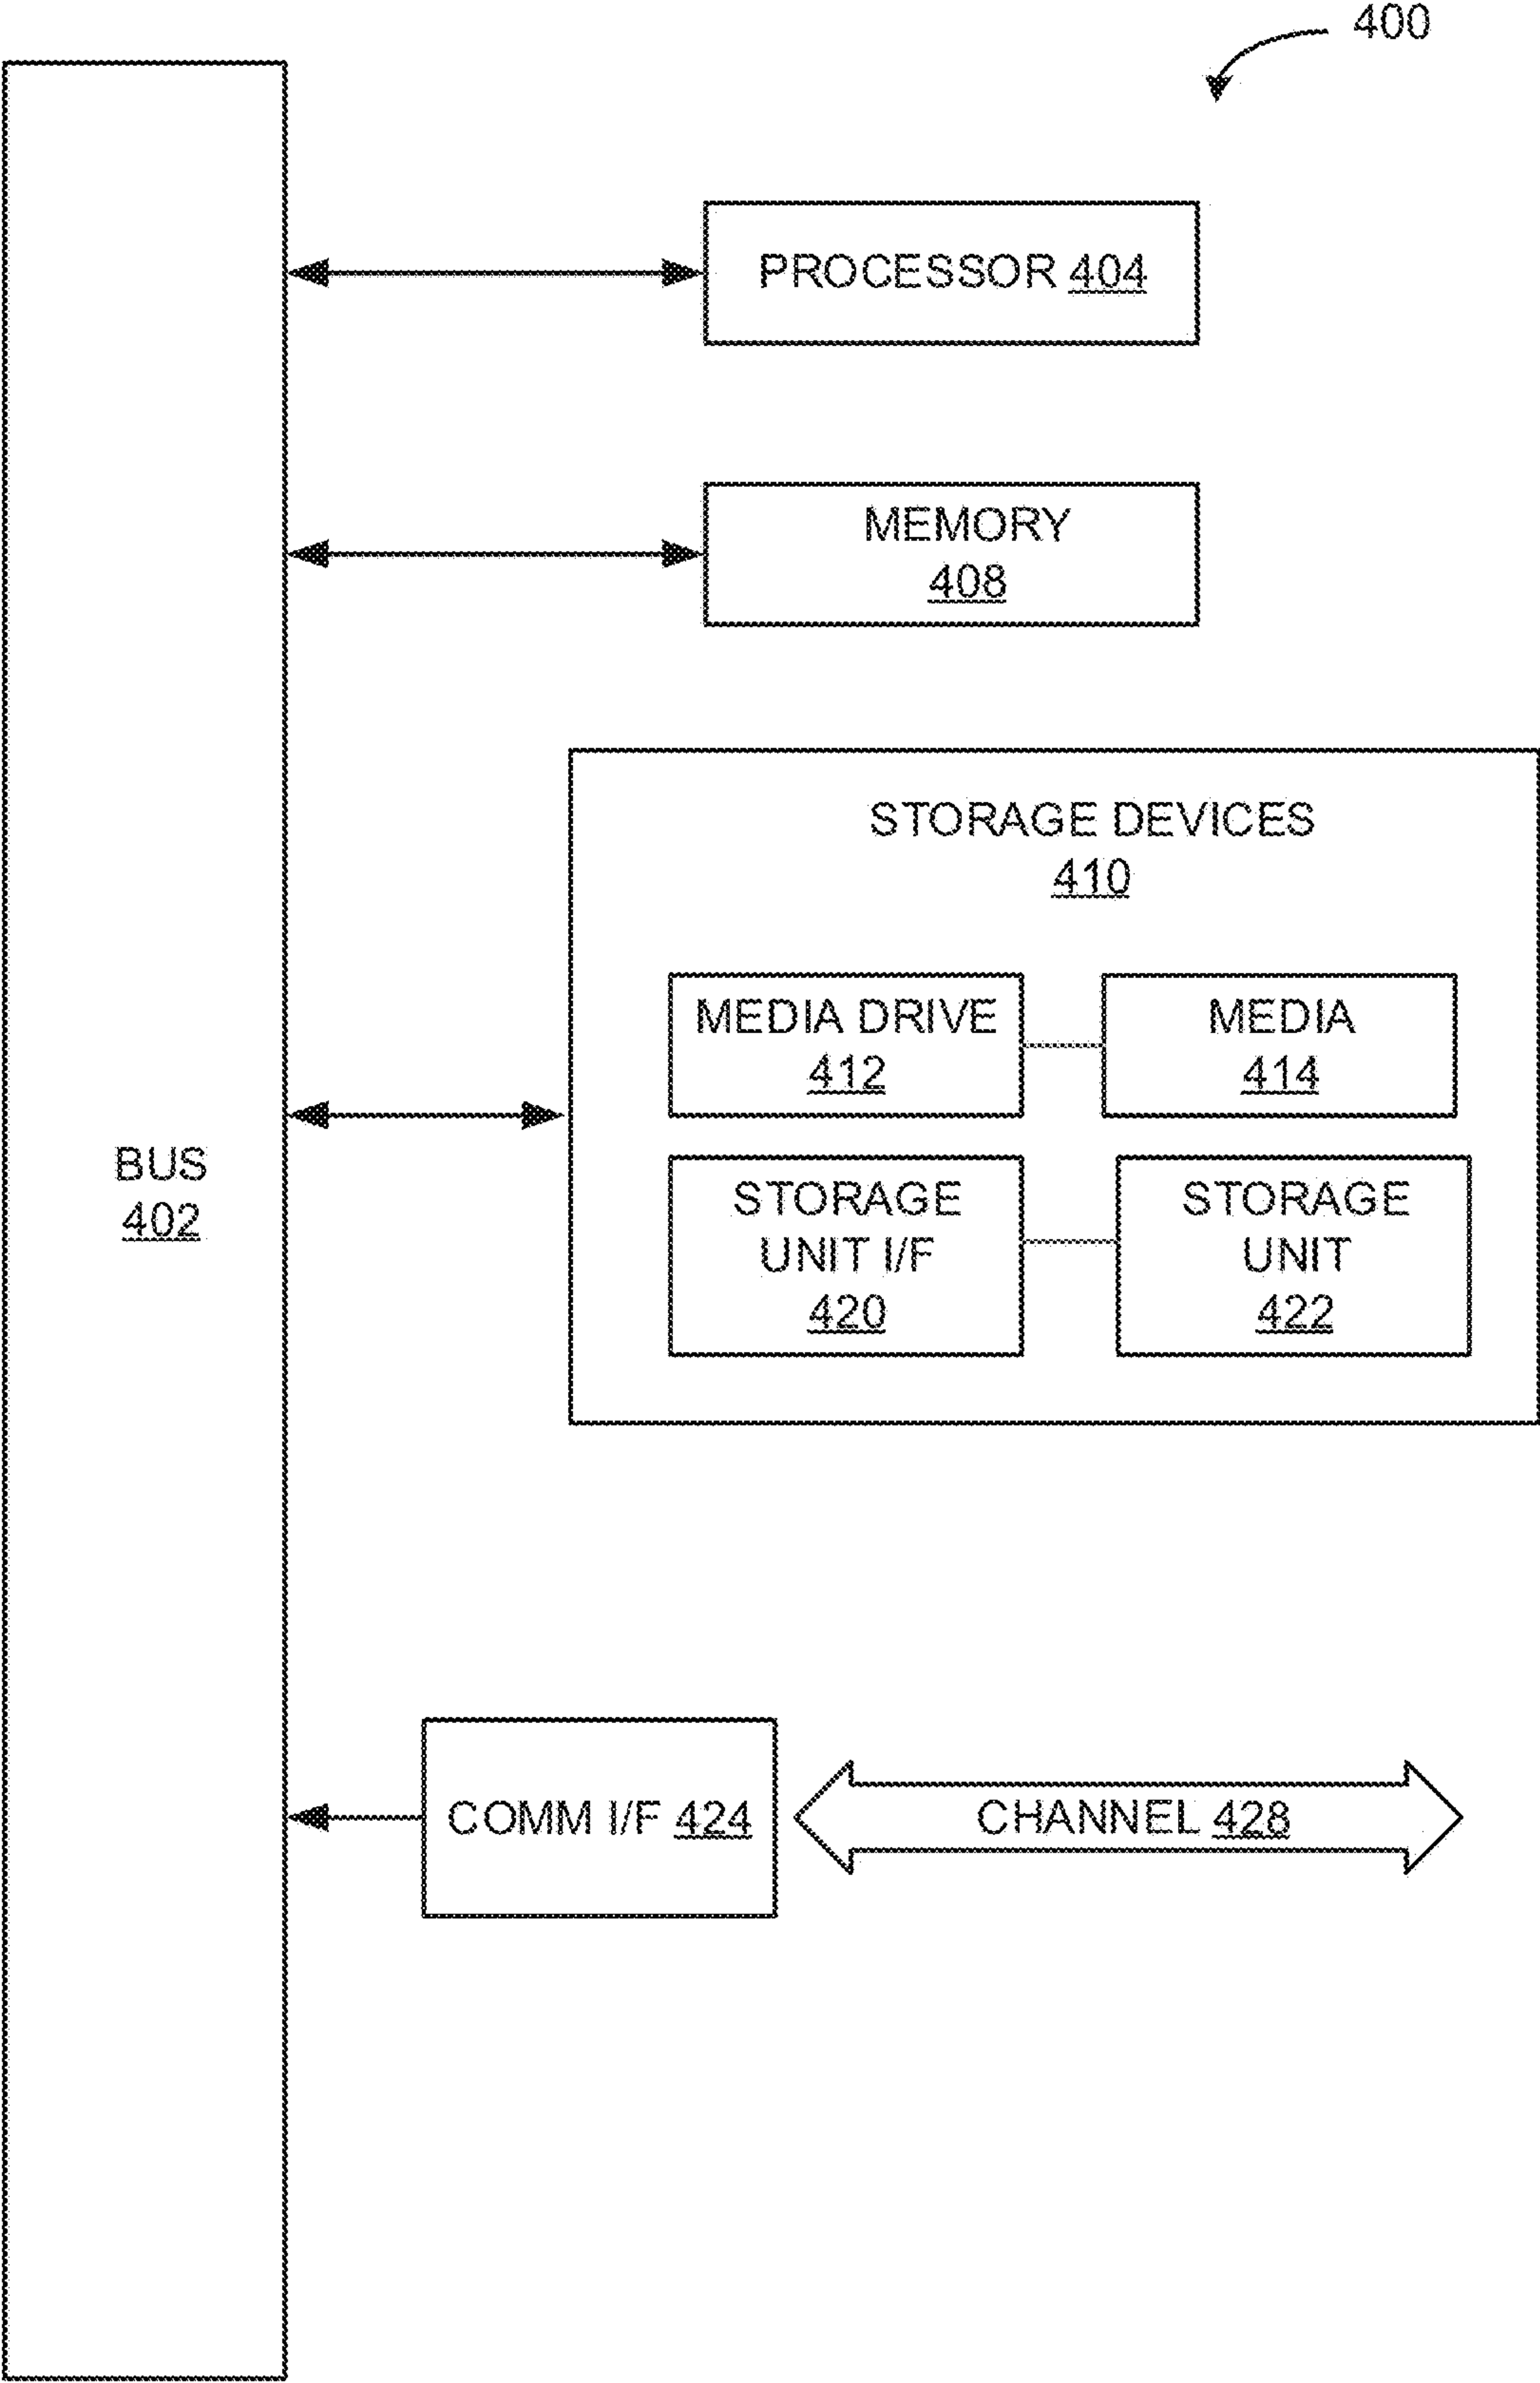 400
PROCESSOR 404
MEMORY
408
STORAGE DEVICES
410
MEDIA DRIVE
412
MEDIA
414
BUS
402
STORAGE
UNIT I/F
420
STORAGE
UNIT
422
COMM I/F 424
CHANNEL 428